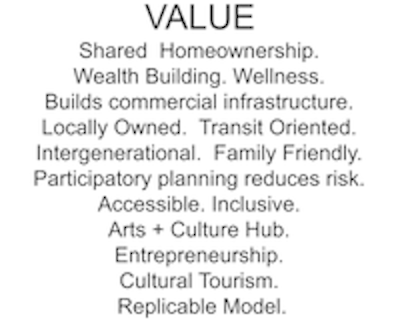 VALUE
Shared  Homeownership.
Wealth Building. Wellness.
Builds commercial infrastructure.
Locally Owned.  Transit Oriented.
Intergenerational.  Family Friendly.
Participatory planning reduces risk.
Accessible. Inclusive.
Arts + Culture Hub.
Entrepreneurship.
Cultural Tourism.
Replicable Model.